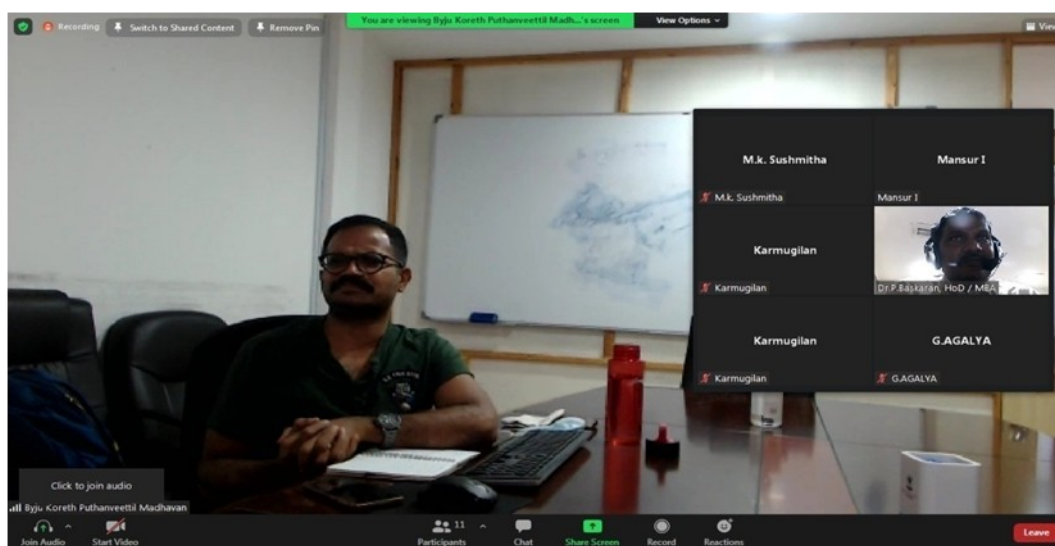 Recording
Switch to Shared Content
Remove Pin
You are viewing Byju Koreth Puthanveettil Madh...'s screen
View Options
View
M.k. Sushmitha
M.k. Sushmitha
Mansur I
Mansur I
Karmugilan
Karmugilan
Dr.P.Baskaran, HoD / MBA
Karmugilan
Karmugilan
G.AGALYA
G.AGALYA
Click to join audio
Byju Koreth Puthanveettil Madhavan
Join Audio
Start Video
11
Participants
Chat
Share Screen
Record
Reactions
Leave